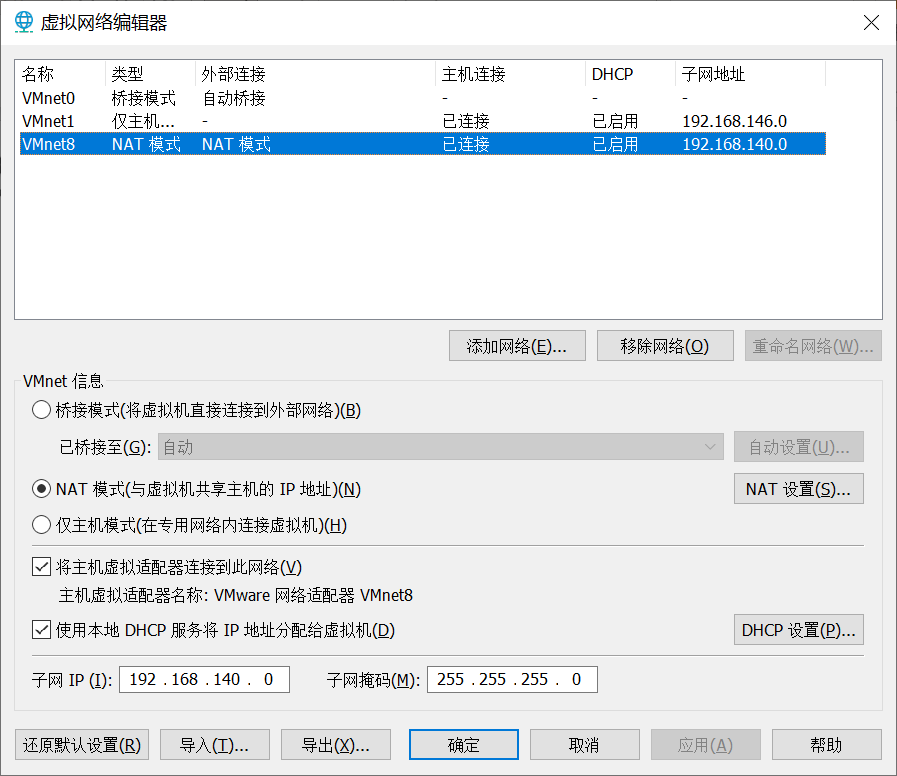 虚拟网络编辑器
名称 类型 外部连接 主机连接 DHCP 子网地址
VMnet0 桥接模式 自动桥接 - - -
VMnet1 仅主机... - 已连接 已启用 192.168.146.0
VMnet8 NAT 模式 NAT 模式 已连接 已启用 192.168.140.0
添加网络(E)... 移除网络(O) 重命名网络(W)...
VMnet 信息
桥接模式(将虚拟机直接连接到外部网络)(B)
已桥接至(G): 自动 自动设置(U)...
NAT 模式(与虚拟机共享主机的 IP 地址)(N) NAT 设置(S)...
仅主机模式(在专用网络内连接虚拟机)(H)
将主机虚拟适配器连接到此网络(V)
主机虚拟适配器名称: VMware 网络适配器 VMnet8
使用本地 DHCP 服务将 IP 地址分配给虚拟机(D) DHCP 设置(P)...
子网 IP (I): 192 . 168 . 140 . 0 子网掩码(M): 255 . 255 . 255 . 0
还原默认设置(R) 导入(T)... 导出(X)... 确定 取消 应用(A) 帮助